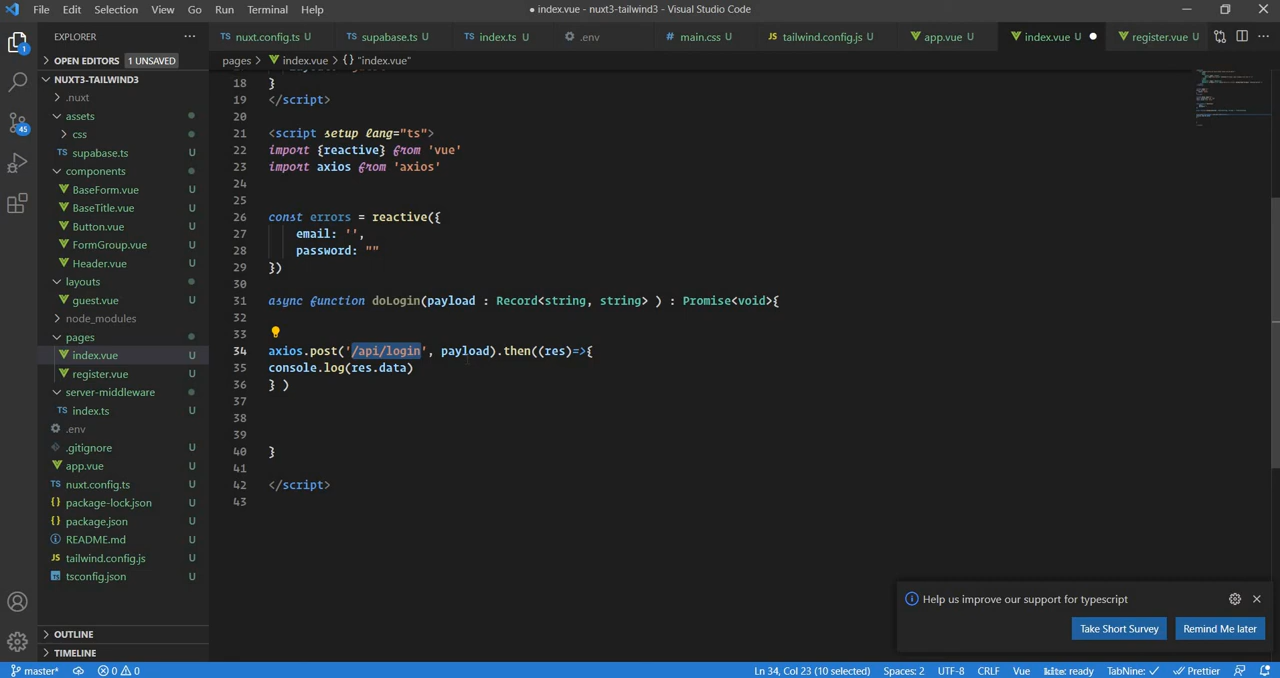 File Edit Selection View Go Run Terminal Help
● index.vue - nuxt3-tailwind3 - Visual Studio Code
EXPLORER
nuxt.config.ts U
supabase.ts U
index.ts U
.env
main.css U
tailwind.config.js U
app.vue U
index.vue U
register.vue U
OPEN EDITORS 1 UNSAVED
pages > index.vue > {} "index.vue"
NUXT3-TAILWIND3
.nuxt
assets
css
supabase.ts U
components
BaseForm.vue U
BaseTitle.vue U
Button.vue U
FormGroup.vue U
Header.vue U
layouts
guest.vue U
node_modules
pages
index.vue U
register.vue U
server-middleware
index.ts U
.env
.gitignore U
app.vue U
nuxt.config.ts U
package-lock.json U
package.json U
README.md U
tailwind.config.js U
tsconfig.json U
OUTLINE
TIMELINE
1
45
18 }
19 </script>
20
21 <script setup lang="ts">
22 import {reactive} from 'vue'
23 import axios from 'axios'
24
25
26 const errors = reactive({
27 email: '',
28 password: ""
29 })
30
31 async function doLogin(payload : Record<string, string> ) : Promise<void>{
32
33
34 axios.post('/api/login', payload).then((res)=>{
35 console.log(res.data)
36 } )
37
38
39
40 }
41
42 </script>
43
Help us improve our support for typescript
Take Short Survey Remind Me later
master* 0 0 Ln 34, Col 23 (10 selected) Spaces: 2 UTF-8 CRLF Vue kite: ready TabNine: Prettier